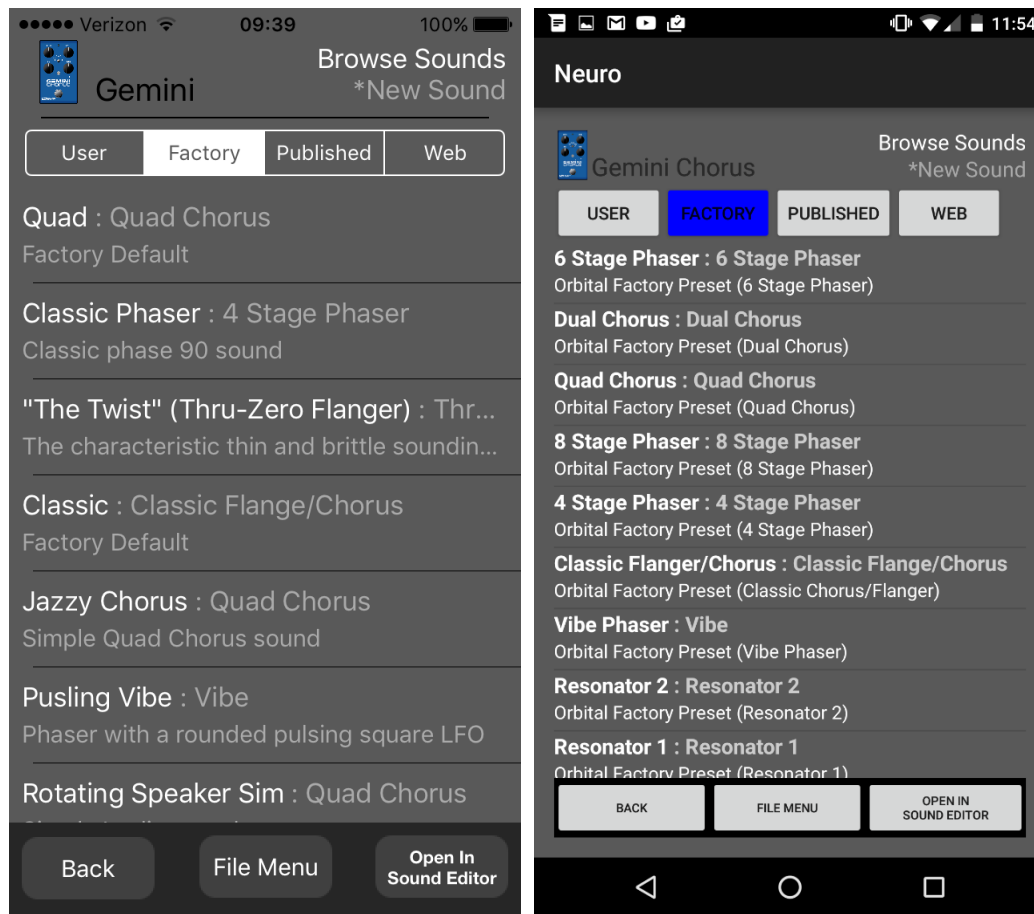 Verizon 09:39 100%
Browse Sounds
Gemini *New Sound
User Factory Published Web
Quad : Quad Chorus
Factory Default
Classic Phaser : 4 Stage Phaser
Classic phase 90 sound
"The Twist" (Thru-Zero Flanger) : Thr...
The characteristic thin and brittle soundin...
Classic : Classic Flange/Chorus
Factory Default
Jazzy Chorus : Quad Chorus
Simple Quad Chorus sound
Pusling Vibe : Vibe
Phaser with a rounded pulsing square LFO
Rotating Speaker Sim : Quad Chorus
Back File Menu Open In
Sound Editor
11:54
Neuro
Browse Sounds
Gemini Chorus *New Sound
USER FACTORY PUBLISHED WEB
6 Stage Phaser : 6 Stage Phaser
Orbital Factory Preset (6 Stage Phaser)
Dual Chorus : Dual Chorus
Orbital Factory Preset (Dual Chorus)
Quad Chorus : Quad Chorus
Orbital Factory Preset (Quad Chorus)
8 Stage Phaser : 8 Stage Phaser
Orbital Factory Preset (8 Stage Phaser)
4 Stage Phaser : 4 Stage Phaser
Orbital Factory Preset (4 Stage Phaser)
Classic Flanger/Chorus : Classic Flange/Chorus
Orbital Factory Preset (Classic Chorus/Flanger)
Vibe Phaser : Vibe
Orbital Factory Preset (Vibe Phaser)
Resonator 2 : Resonator 2
Orbital Factory Preset (Resonator 2)
Resonator 1 : Resonator 1
Orbital Factory Preset (Resonator 1)
BACK FILE MENU OPEN IN
SOUND EDITOR